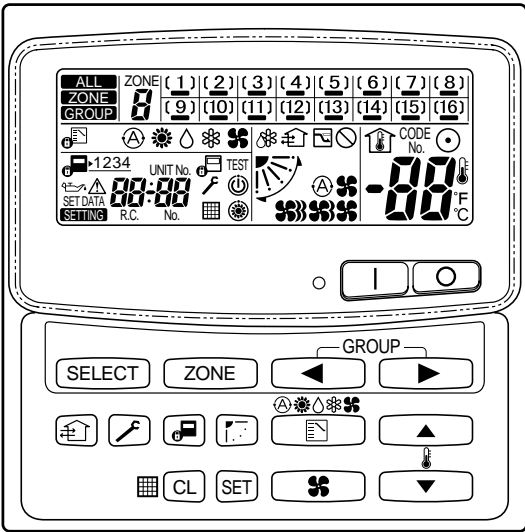 ALL ZONE (1) (2) (3) (4) (5) (6) (7) (8)
ZONE
GROUP 8 (9) (10) (11) (12) (13) (14) (15) (16)
A CODE
No.
1234 UNIT No. TEST
A
SET DATA 88:88 -88 °F
SETTING R.C. No. °C
I O
GROUP
SELECT ZONE ◀ ▶
A
▲
CL SET ▼